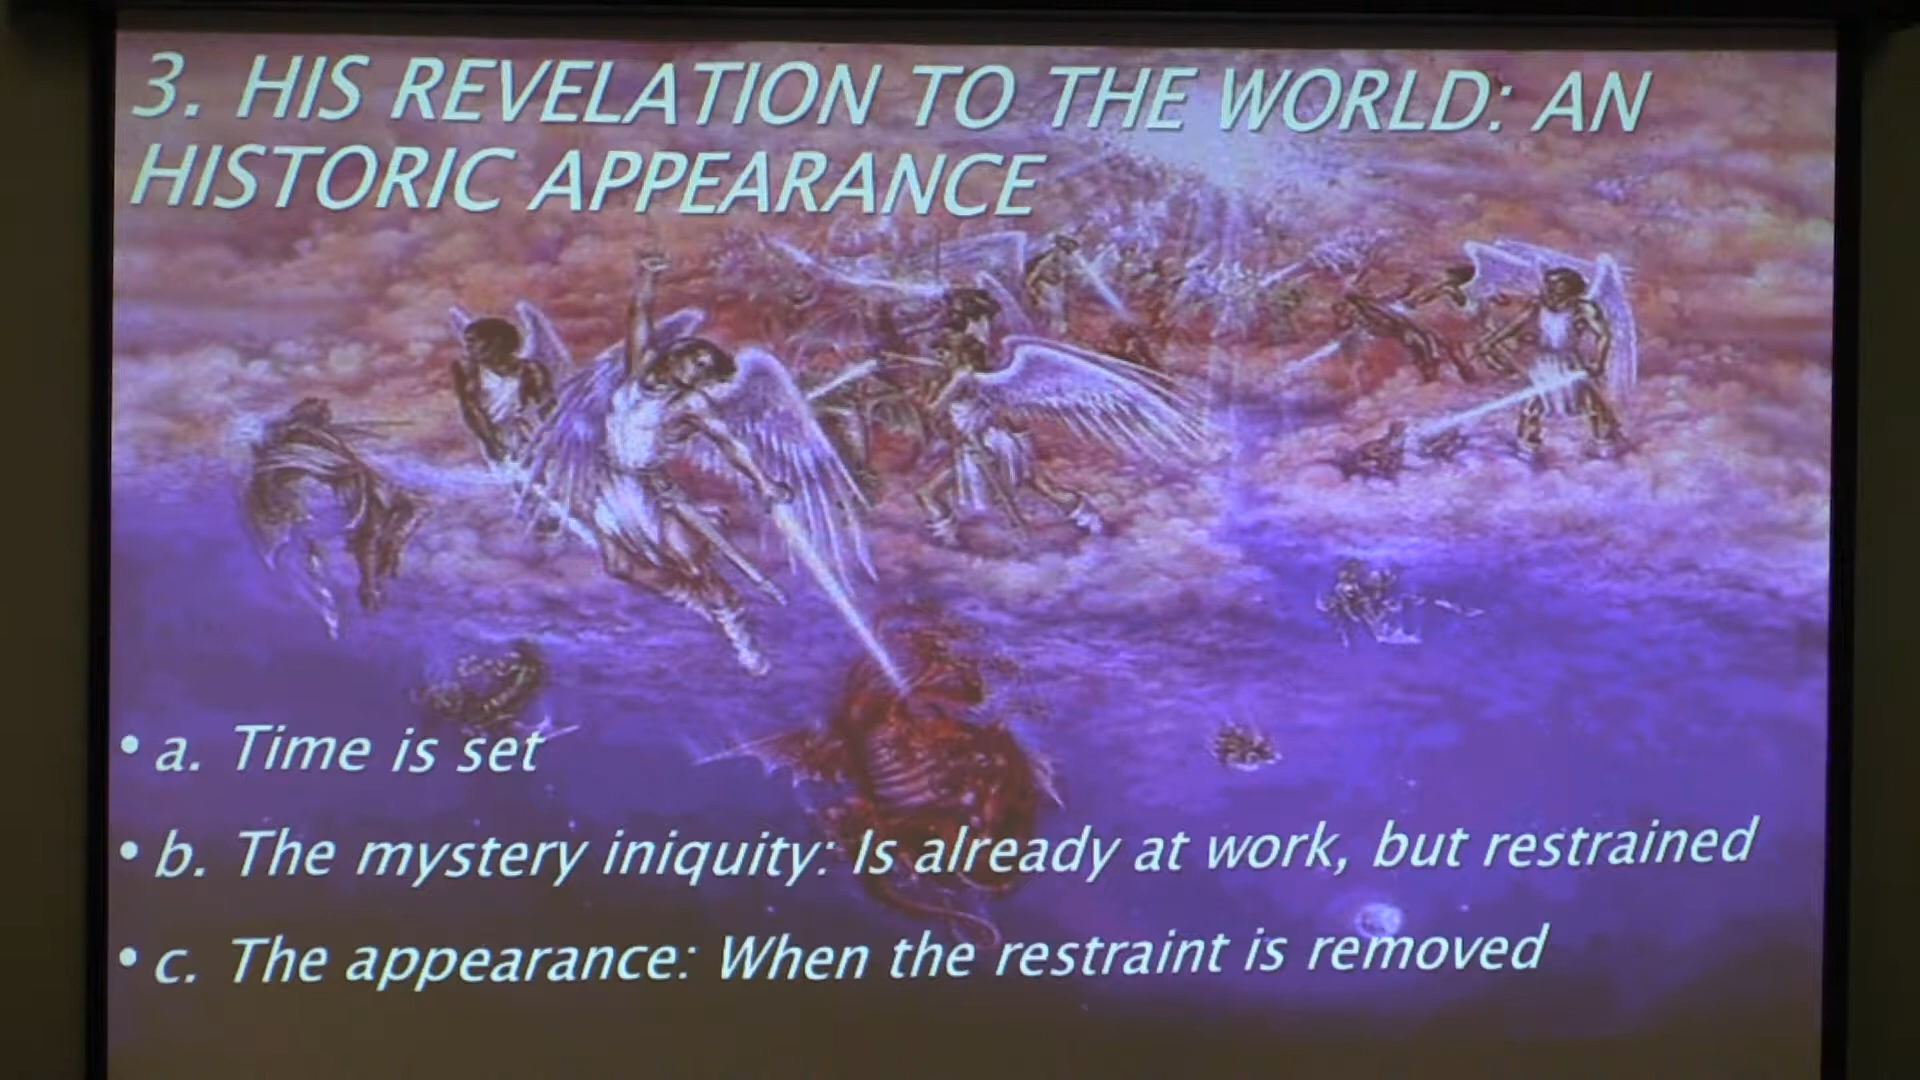 3. HIS REVELATION TO THE WORLD: AN
HISTORIC APPEARANCE
• a. Time is set
• b. The mystery iniquity: Is already at work, but restrained
• c. The appearance: When the restraint is removed